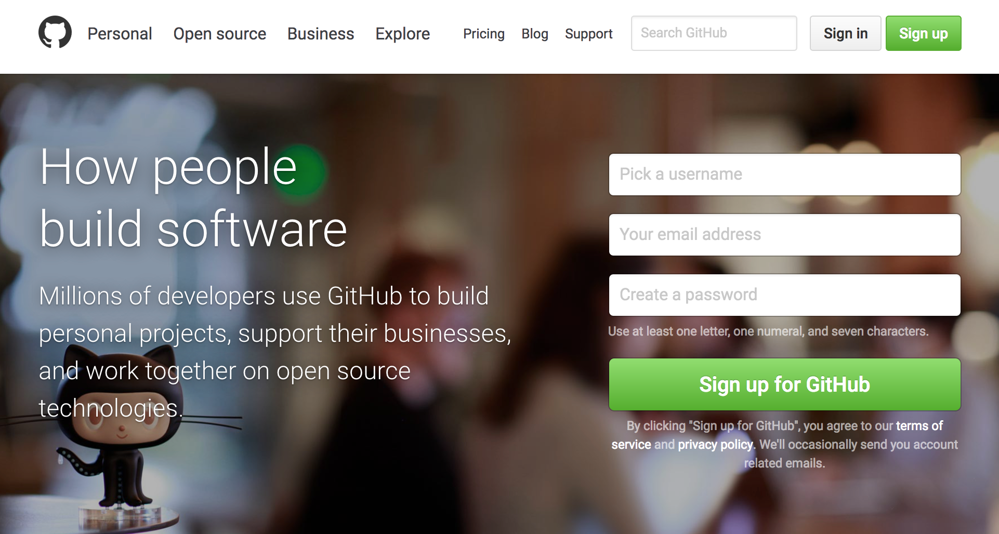 Personal Open source Business Explore Pricing Blog Support Search GitHub Sign in Sign up
How people
build software
Millions of developers use GitHub to build
personal projects, support their businesses,
and work together on open source
technologies.
Pick a username
Your email address
Create a password
Use at least one letter, one numeral, and seven characters.
Sign up for GitHub
By clicking "Sign up for GitHub", you agree to our terms of
service and privacy policy. We'll occasionally send you account
related emails.